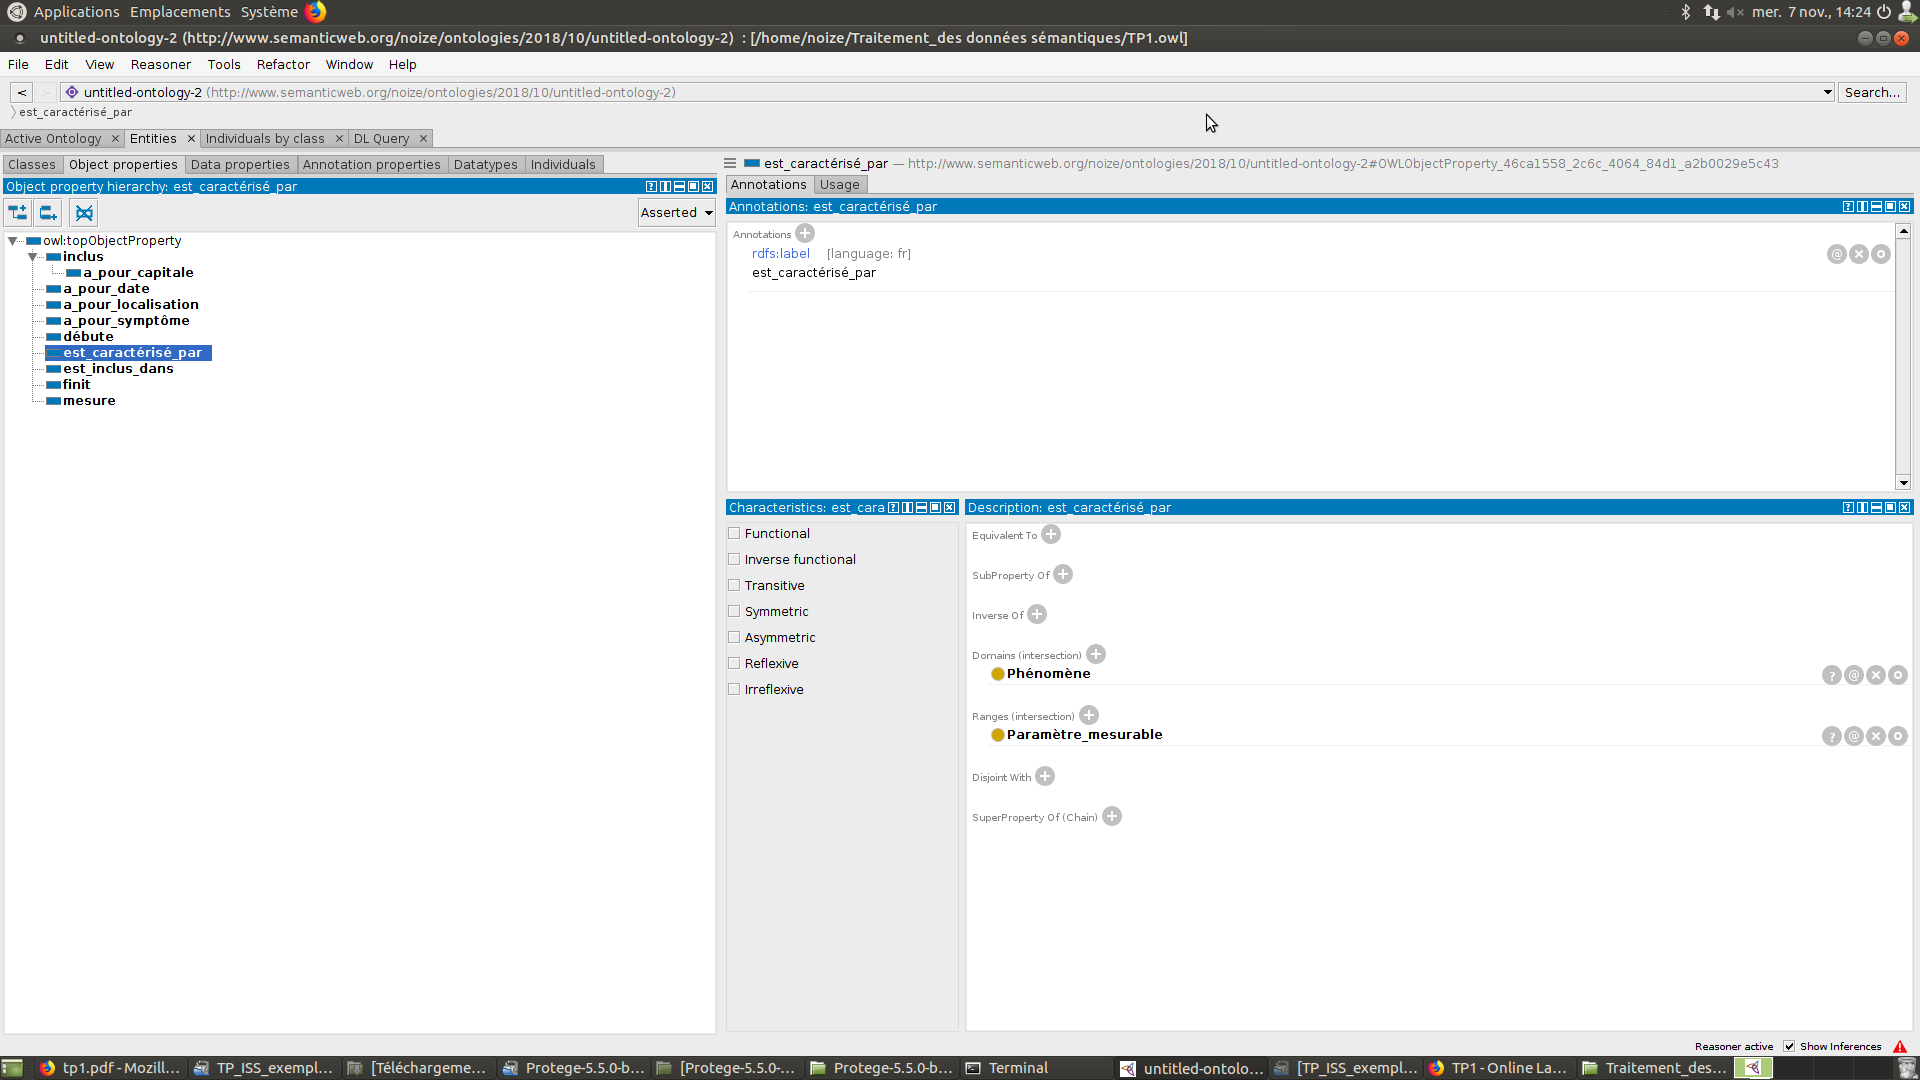 Applications Emplacements Système mer. 7 nov., 14:24
untitled-ontology-2 (http://www.semanticweb.org/noize/ontologies/2018/10/untitled-ontology-2) : [/home/noize/Traitement_des données sémantiques/TP1.owl]
File Edit View Reasoner Tools Refactor Window Help
< > untitled-ontology-2 (http://www.semanticweb.org/noize/ontologies/2018/10/untitled-ontology-2) Search...
est_caractérisé_par
Active Ontology Entities Individuals by class DL Query
Classes Object properties Data properties Annotation properties Datatypes Individuals
Object property hierarchy: est_caractérisé_par
Asserted
owl:topObjectProperty
inclus
a_pour_capitale
a_pour_date
a_pour_localisation
a_pour_symptôme
débute
est_caractérisé_par
est_inclus_dans
finit
mesure
est_caractérisé_par — http://www.semanticweb.org/noize/ontologies/2018/10/untitled-ontology-2#OWLObjectProperty_46ca1558_2c6c_4064_84d1_a2b0029e5c43
Annotations Usage
Annotations: est_caractérisé_par
Annotations
rdfs:label [language: fr]
est_caractérisé_par
Characteristics: est_cara
Functional
Inverse functional
Transitive
Symmetric
Asymmetric
Reflexive
Irreflexive
Description: est_caractérisé_par
Equivalent To
SubProperty Of
Inverse Of
Domains (intersection)
Phénomène
Ranges (intersection)
Paramètre_mesurable
Disjoint With
SuperProperty Of (Chain)
Reasoner active Show Inferences
tp1.pdf - Mozill... TP_ISS_exempl... [Téléchargeme... Protege-5.5.0-b... [Protege-5.5.0-... Protege-5.5.0-b... Terminal untitled-ontolo... [TP_ISS_exempl... TP1 - Online La... Traitement_des...